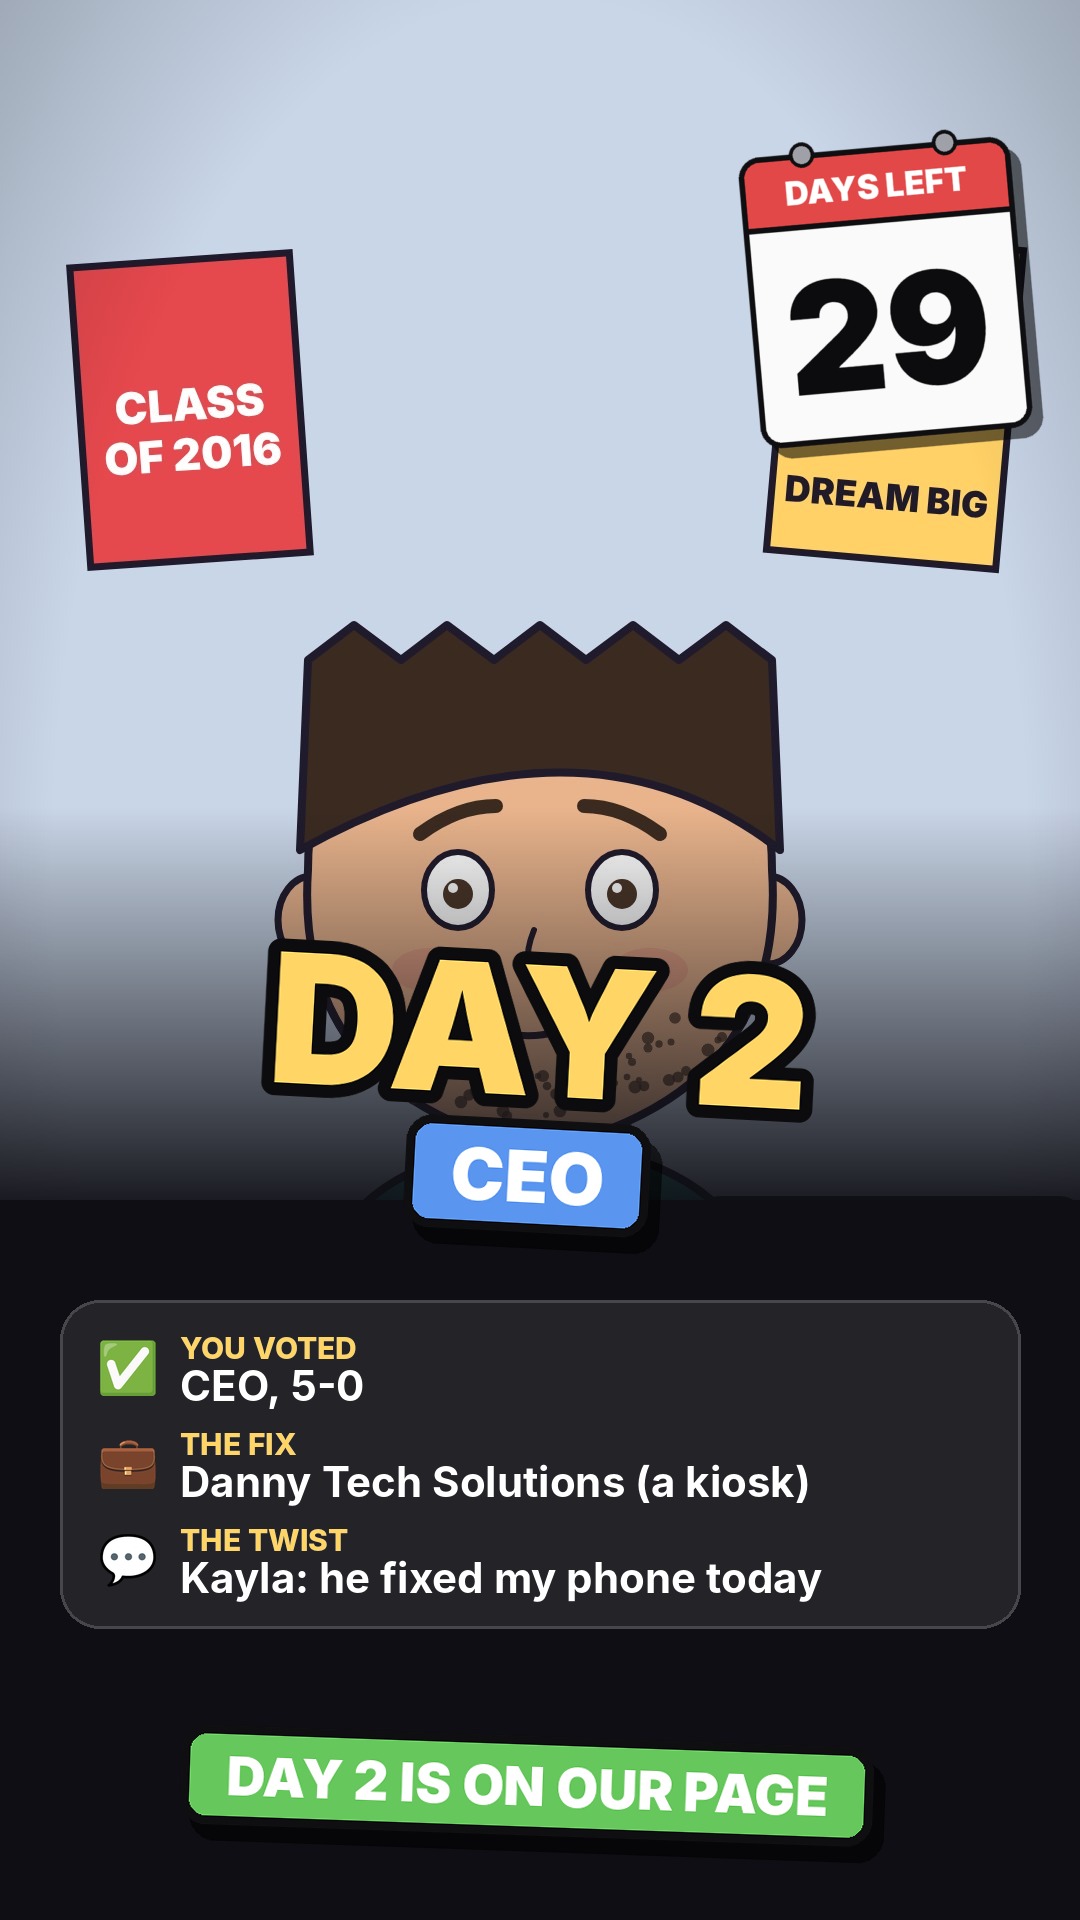 DAYS LEFT
29
CLASS
OF 2016
DREAM BIG
DAY 2
CEO
YOU VOTED
CEO, 5-0
THE FIX
Danny Tech Solutions (a kiosk)
THE TWIST
Kayla: he fixed my phone today
DAY 2 IS ON OUR PAGE